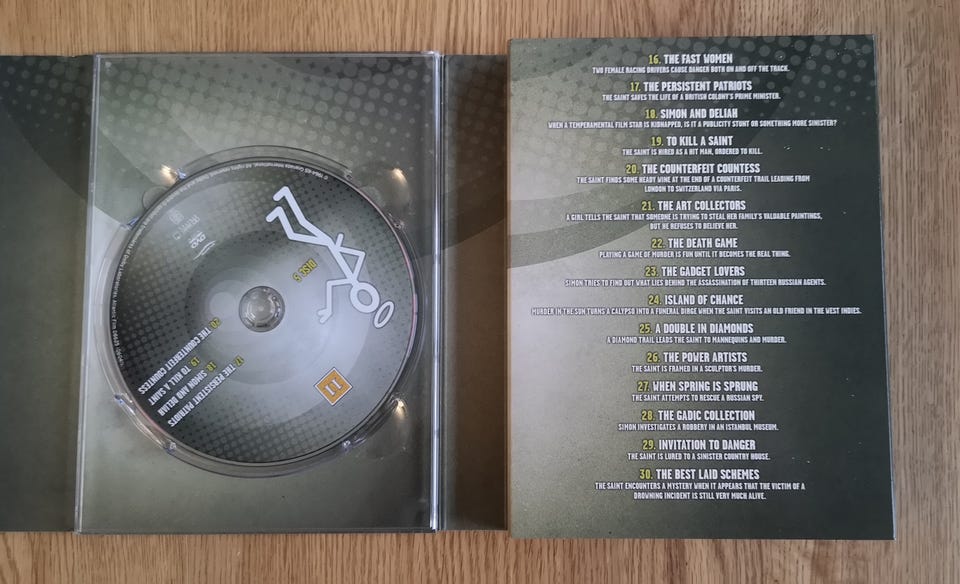 DISC 5
17. THE PERSISTENT PATRIOTS
18. SIMON AND DELIAH
19. TO KILL A SAINT
20. THE COUNTERFEIT COUNTESS
11
DVD
16. THE FAST WOMEN
TWO FEMALE RACING DRIVERS CAUSE DANGER BOTH ON AND OFF THE TRACK.
17. THE PERSISTENT PATRIOTS
THE SAINT SAVES THE LIFE OF A BRITISH COLONY'S PRIME MINISTER.
18. SIMON AND DELIAH
WHEN A TEMPERAMENTAL FILM STAR IS KIDNAPPED, IS IT A PUBLICITY STUNT OR SOMETHING MORE SINISTER?
19. TO KILL A SAINT
THE SAINT IS HIRED AS A HIT MAN, ORDERED TO KILL.
20. THE COUNTERFEIT COUNTESS
THE SAINT FINDS SOME HEADY WINE AT THE END OF A COUNTERFEIT TRAIL LEADING FROM
LONDON TO SWITZERLAND VIA PARIS.
21. THE ART COLLECTORS
A GIRL TELLS THE SAINT THAT SOMEONE IS TRYING TO STEAL HER FAMILY'S VALUABLE PAINTINGS,
BUT HE REFUSES TO BELIEVE HER.
22. THE DEATH GAME
PLAYING A GAME OF MURDER IS FUN UNTIL IT BECOMES THE REAL THING.
23. THE GADGET LOVERS
SIMON TRIES TO FIND OUT WHAT LIES BEHIND THE ASSASSINATION OF THIRTEEN RUSSIAN AGENTS.
24. ISLAND OF CHANCE
MURDER IN THE SUN TURNS A CALYPSO INTO A FUNERAL DIRGE WHEN THE SAINT VISITS AN OLD FRIEND IN THE WEST INDIES.
25. A DOUBLE IN DIAMONDS
A DIAMOND TRAIL LEADS THE SAINT TO MANNEQUINS AND MURDER.
26. THE POWER ARTISTS
THE SAINT IS FRAMED IN A SCULPTOR'S MURDER.
27. WHEN SPRING IS SPRUNG
THE SAINT ATTEMPTS TO RESCUE A RUSSIAN SPY.
28. THE GADIC COLLECTION
SIMON INVESTIGATES A ROBBERY IN AN ISTANBUL MUSEUM.
29. INVITATION TO DANGER
THE SAINT IS LURED TO A SINISTER COUNTRY HOUSE.
30. THE BEST LAID SCHEMES
THE SAINT ENCOUNTERS A MYSTERY WHEN IT APPEARS THAT THE VICTIM OF A
DROWNING INCIDENT IS STILL VERY MUCH ALIVE.